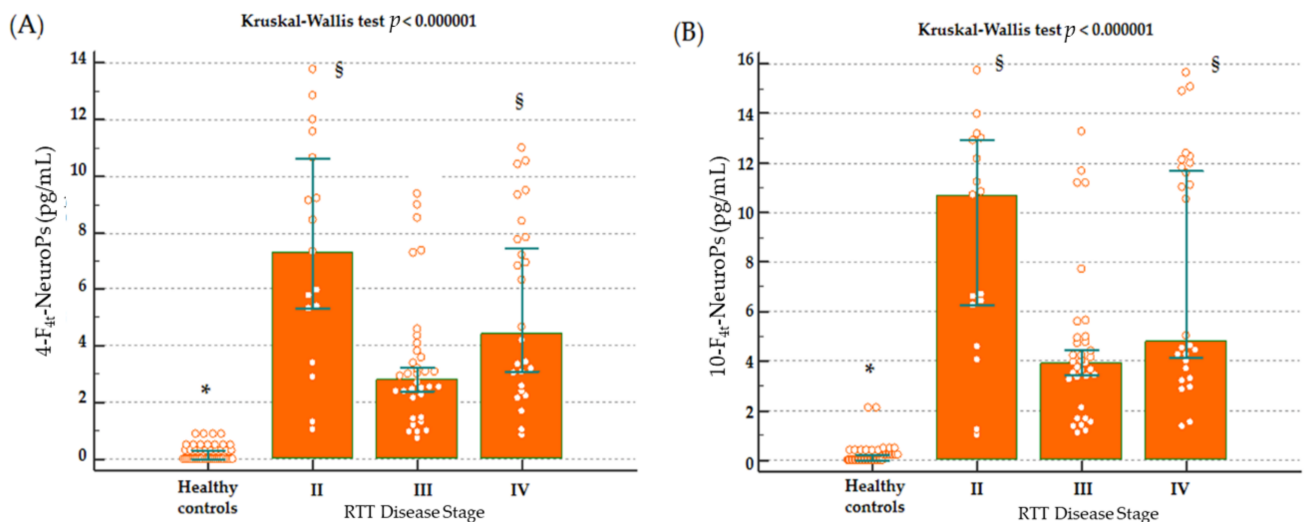 (A)
Kruskal-Wallis test p < 0.000001
4-F4t-NeuroPs (pg/mL)
14
12
10
8
6
4
2
0
§
§
*
Healthy controls
II
III
IV
RTT Disease Stage
(B)
Kruskal-Wallis test p < 0.000001
10-F4t-NeuroPs (pg/mL)
16
14
12
10
8
6
4
2
0
§
§
*
Healthy controls
II
III
IV
RTT Disease Stage